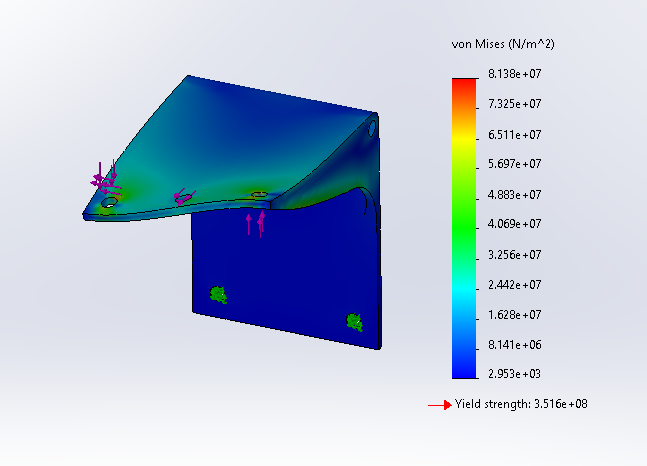 von Mises (N/m^2)
8.138e+07
7.325e+07
6.511e+07
5.697e+07
4.883e+07
4.069e+07
3.256e+07
2.442e+07
1.628e+07
8.141e+06
2.953e+03
Yield strength: 3.516e+08